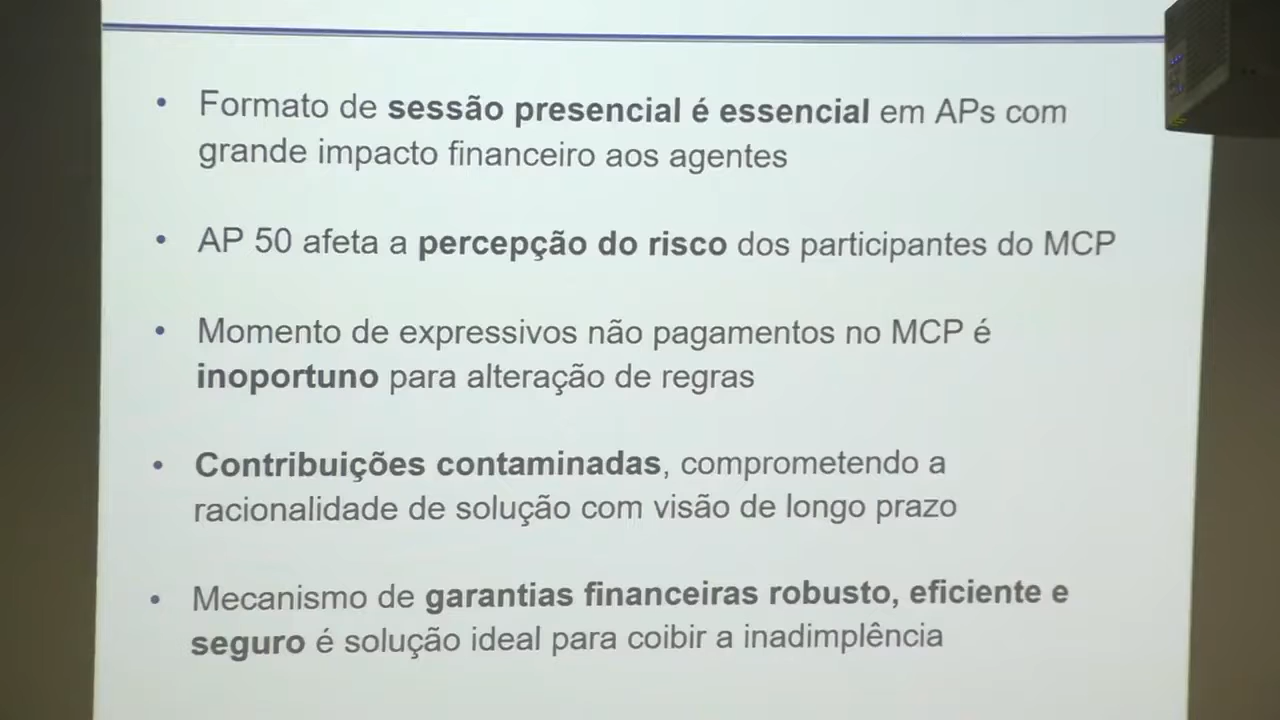 • Formato de sessão presencial é essencial em APs com
grande impacto financeiro aos agentes
• AP 50 afeta a percepção do risco dos participantes do MCP
• Momento de expressivos não pagamentos no MCP é
inoportuno para alteração de regras
• Contribuições contaminadas, comprometendo a
racionalidade de solução com visão de longo prazo
• Mecanismo de garantias financeiras robusto, eficiente e
seguro é solução ideal para coibir a inadimplência